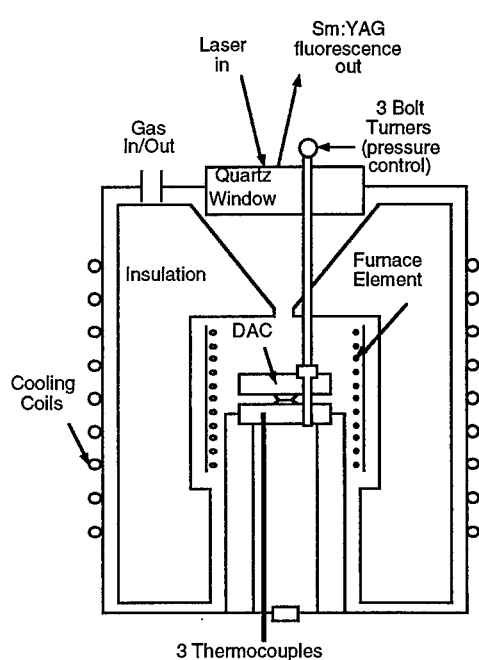 Laser
in
Sm:YAG
fluorescence
out
3 Bolt
Turners
(pressure
control)
Gas
In/Out
Quartz
Window
Insulation
Furnace
Element
DAC
Cooling
Coils
3 Thermocouples